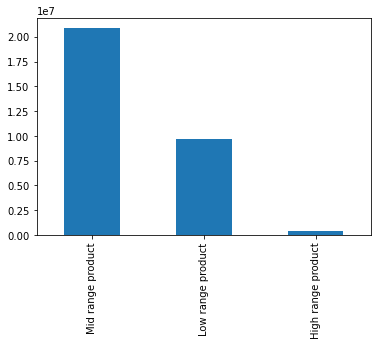 1e7
2.00
1.75
1.50
1.25
1.00
0.75
0.50
0.25
0.00
Mid range product
Low range product
High range product